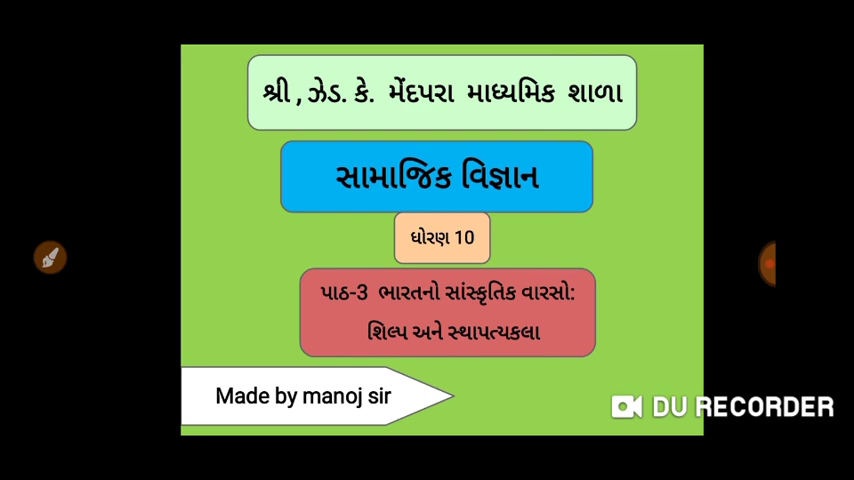 શ્રી , ઝેડ. કે. મેંદપરા માધ્યમિક શાળા
સામાજિક વિજ્ઞાન
ધોરણ 10
પાઠ-3 ભારતનો સાંસ્કૃતિક વારસો:
શિલ્પ અને સ્થાપત્યકલા
Made by manoj sir
DU RECORDER